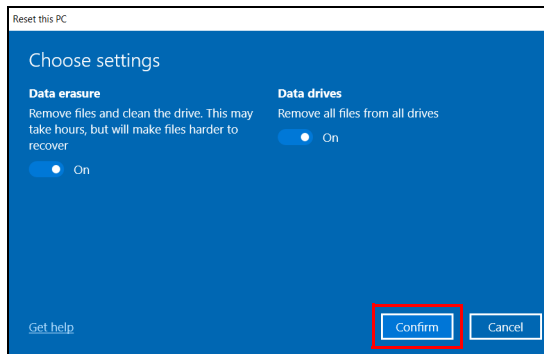 Reset this PC
Choose settings
Data erasure
Remove files and clean the drive. This may
take hours, but will make files harder to
recover
On
Data drives
Remove all files from all drives
On
Get help
Confirm
Cancel